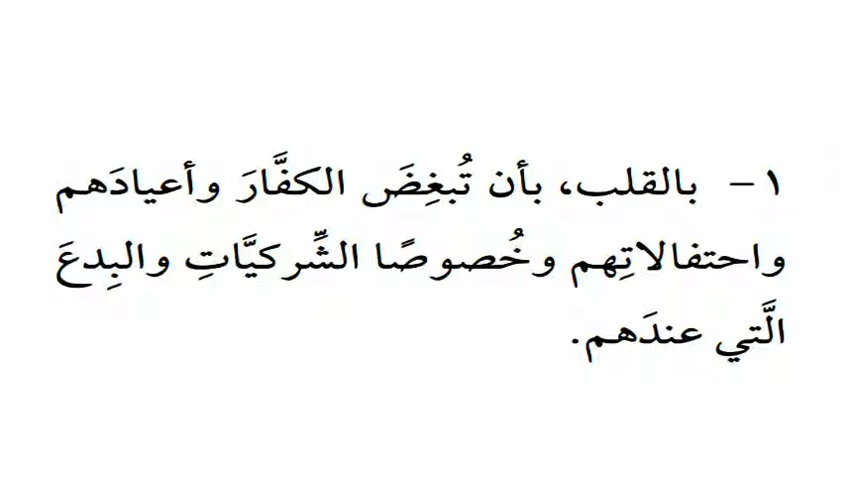 ١- بالقلب، بأن تُبغِضَ الكفَّارَ وأعيادَهم
واحتفالاتِهم وخُصوصًا الشِّركيَّاتِ والبِدعَ
الَّتي عندَهم.